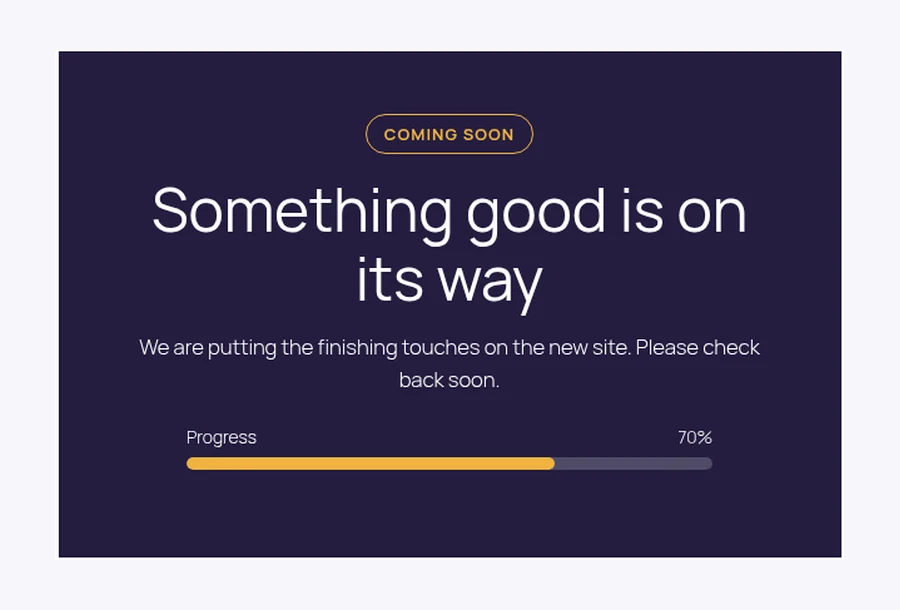 COMING SOON
Something good is on
its way
We are putting the finishing touches on the new site. Please check
back soon.
Progress 70%